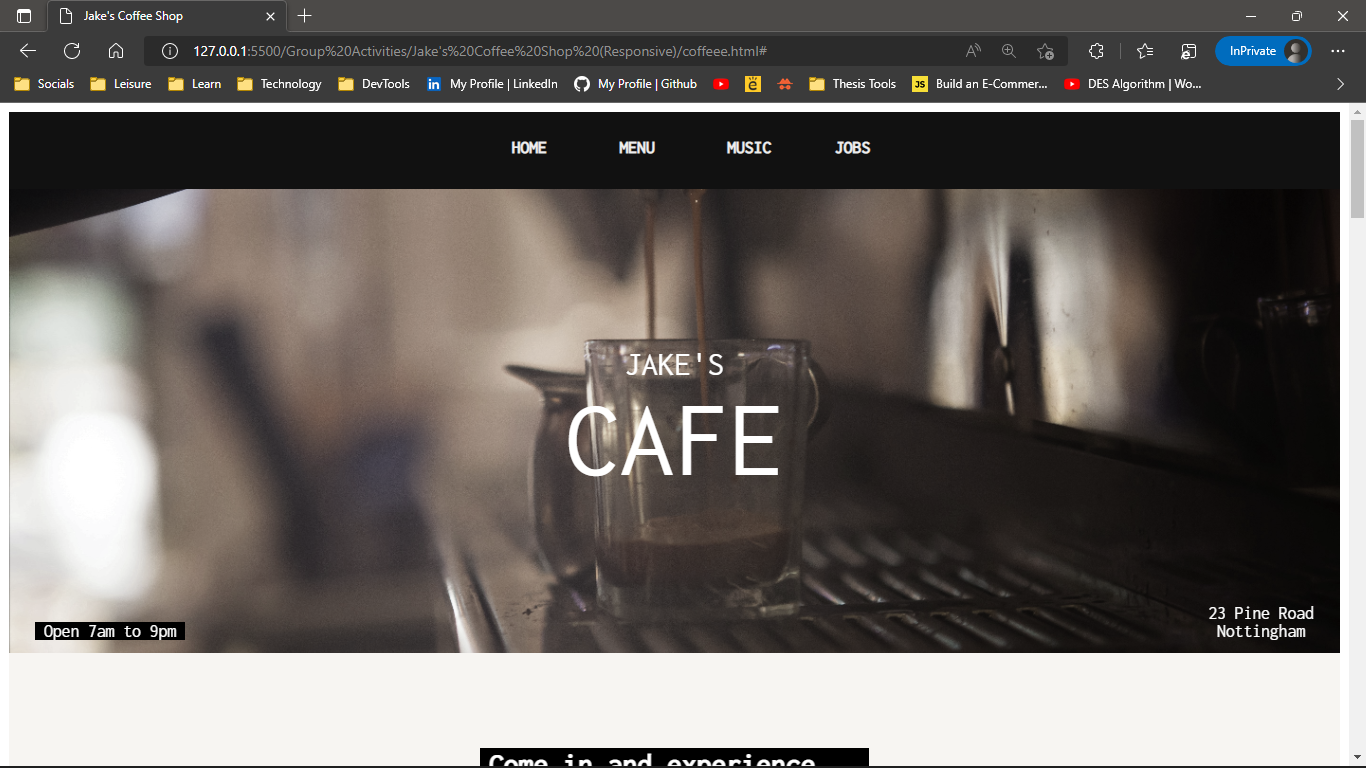 Jake's Coffee Shop
127.0.0.1:5500/Group%20Activities/Jake's%20Coffee%20Shop%20(Responsive)/coffeee.html#
InPrivate
Socials
Leisure
Learn
Technology
DevTools
in My Profile | LinkedIn
My Profile | Github
Thesis Tools
JS Build an E-Commer...
DES Algorithm | Wo...
HOME MENU MUSIC JOBS
JAKE'S
CAFE
Open 7am to 9pm
23 Pine Road
Nottingham
Come in and experience